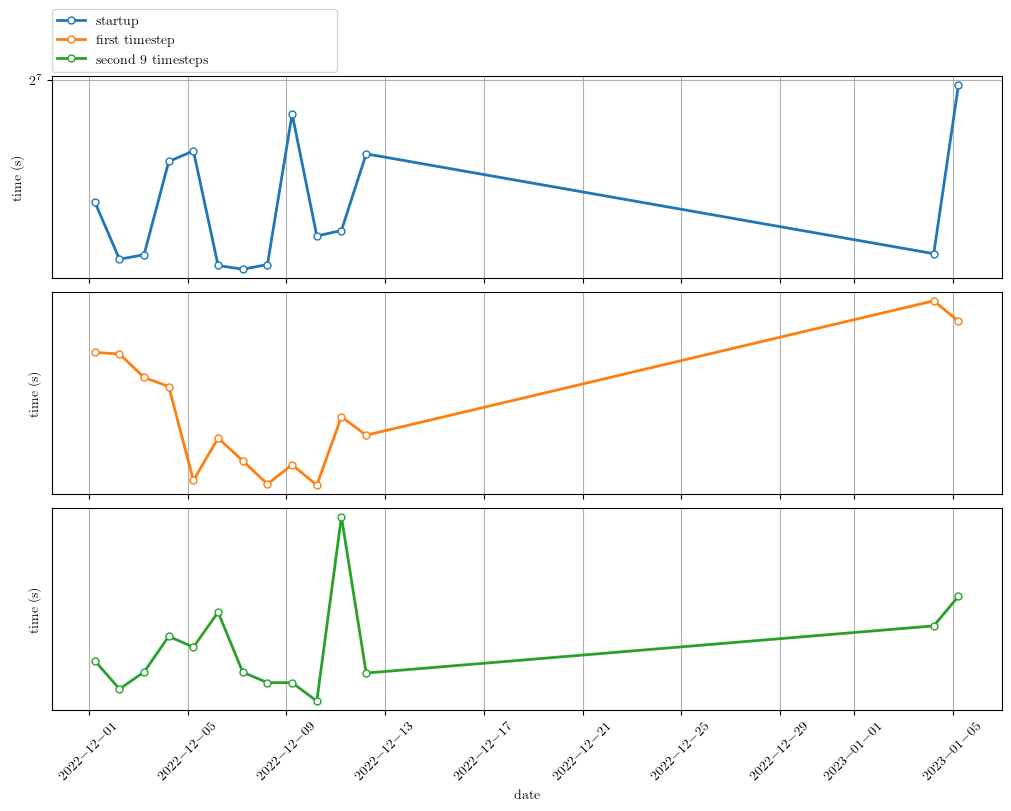 startup
first timestep
second 9 timesteps
2⁷
time (s)
time (s)
time (s)
2022−12−01
2022−12−05
2022−12−09
2022−12−13
2022−12−17
2022−12−21
2022−12−25
2022−12−29
2023−01−01
2023−01−05
date